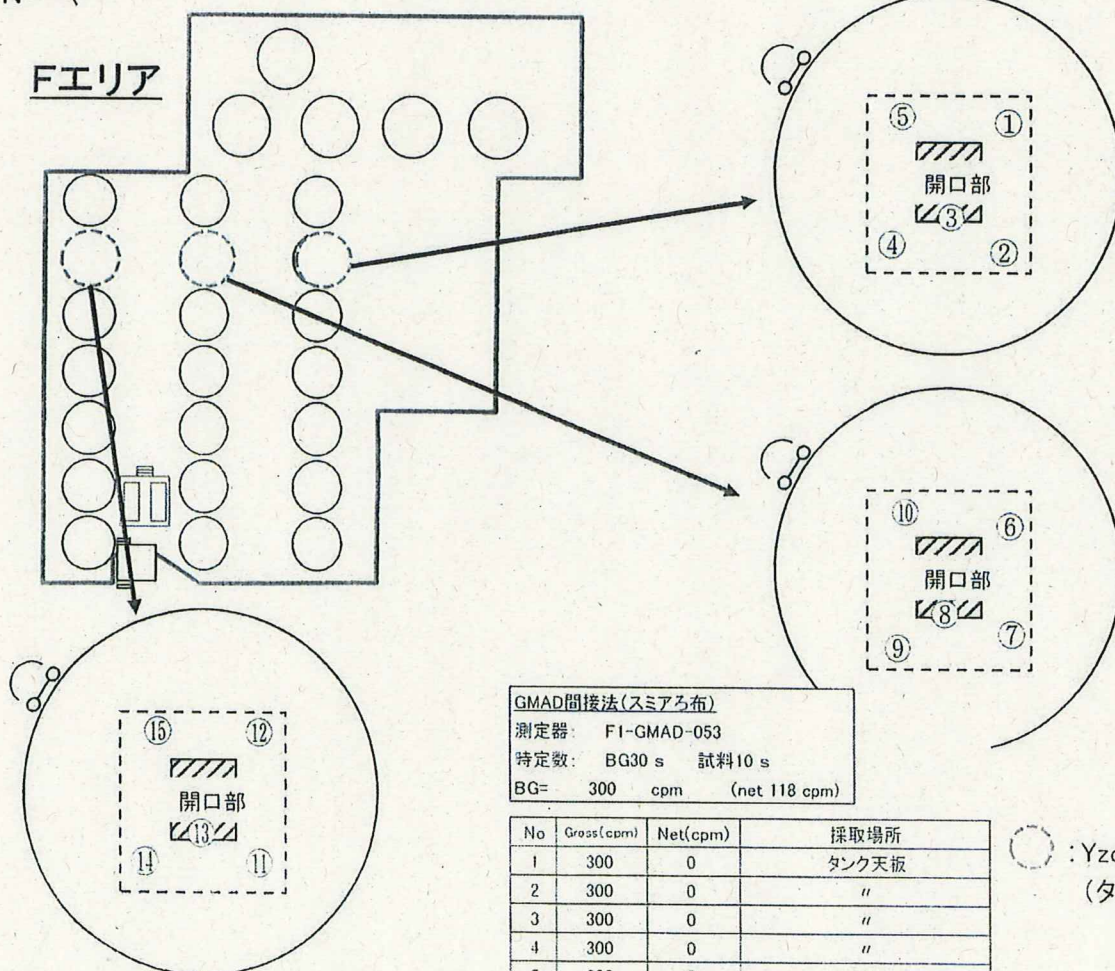 N
Fエリア
⑤ ①
開口部
③
④ ②
⑩ ⑥
開口部
⑧
⑨ ⑦
⑮ ⑫
開口部
⑬
⑭ ⑪
GMAD間接法(スミアろ布)
測定器: F1-GMAD-053
時定数: BG30 s 試料10 s
BG= 300 cpm (net 118 cpm)
No Gross(cpm) Net(cpm) 採取場所
1 300 0 タンク天板
2 300 0 〃
3 300 0 〃
4 300 0 〃